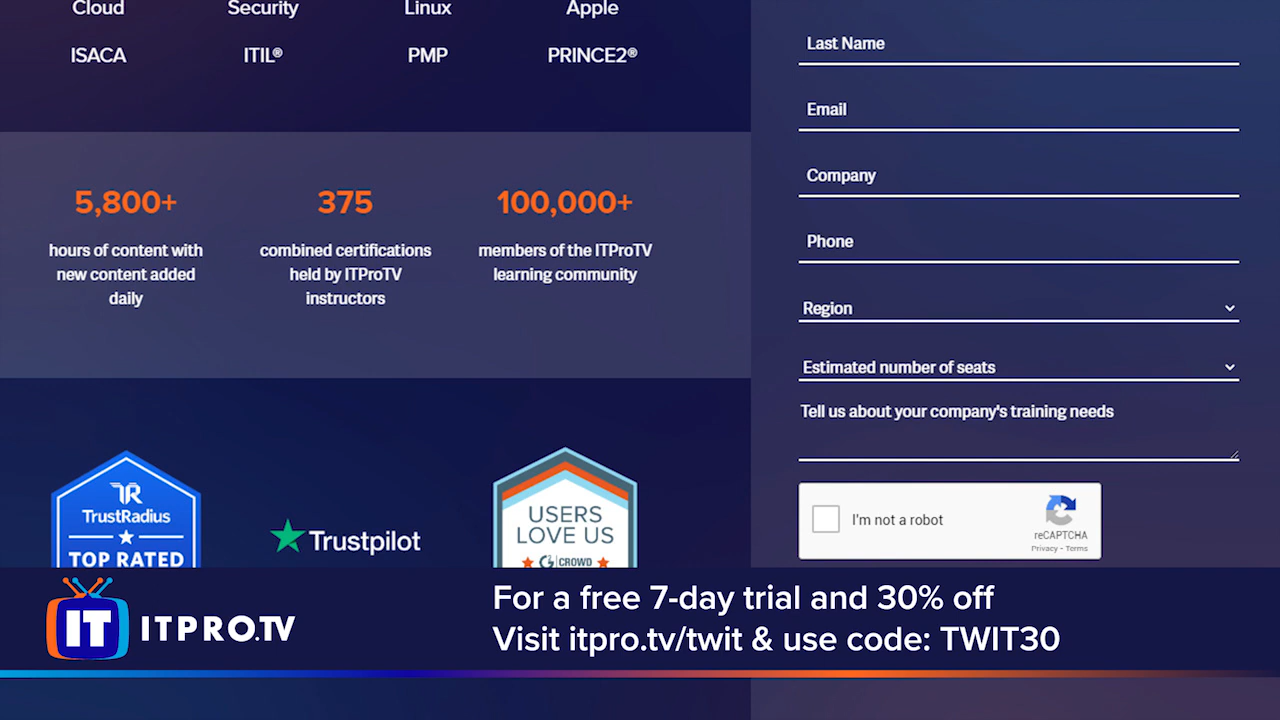 Cloud Security Linux Apple
ISACA ITIL® PMP PRINCE2®
5,800+
hours of content with
new content added
daily
375
combined certifications
held by ITProTV
instructors
100,000+
members of the ITProTV
learning community
TR
TrustRadius
TOP RATED
Trustpilot
USERS
LOVE US
G2 CROWD
Last Name
Email
Company
Phone
Region
Estimated number of seats
Tell us about your company's training needs
I'm not a robot
reCAPTCHA
Privacy - Terms
IT ITPRO.TV
For a free 7-day trial and 30% off
Visit itpro.tv/twit & use code: TWIT30